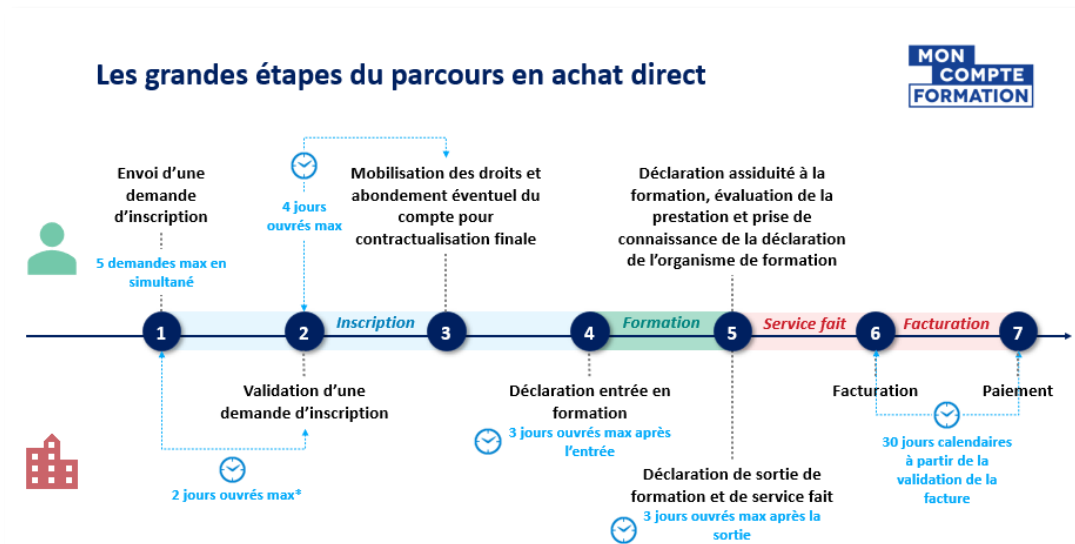 Les grandes étapes du parcours en achat direct
MON
COMPTE
FORMATION
Envoi d’une
demande
d’inscription
5 demandes max en
simultané
4 jours
ouvrés max
Mobilisation des droits et
abondement éventuel du
compte pour
contractualisation finale
Déclaration assiduité à la
formation, évaluation de la
prestation et prise de
connaissance de la déclaration
de l’organisme de formation
1
2
Inscription
3
4
Formation
5
Service fait
6
Facturation
7
Validation d’une
demande d’inscription
2 jours ouvrés max*
Déclaration entrée en
formation
3 jours ouvrés max après
l’entrée
Déclaration de sortie de
formation et de service fait
3 jours ouvrés max après la
sortie
Facturation
Paiement
30 jours calendaires
à partir de la
validation de la
facture